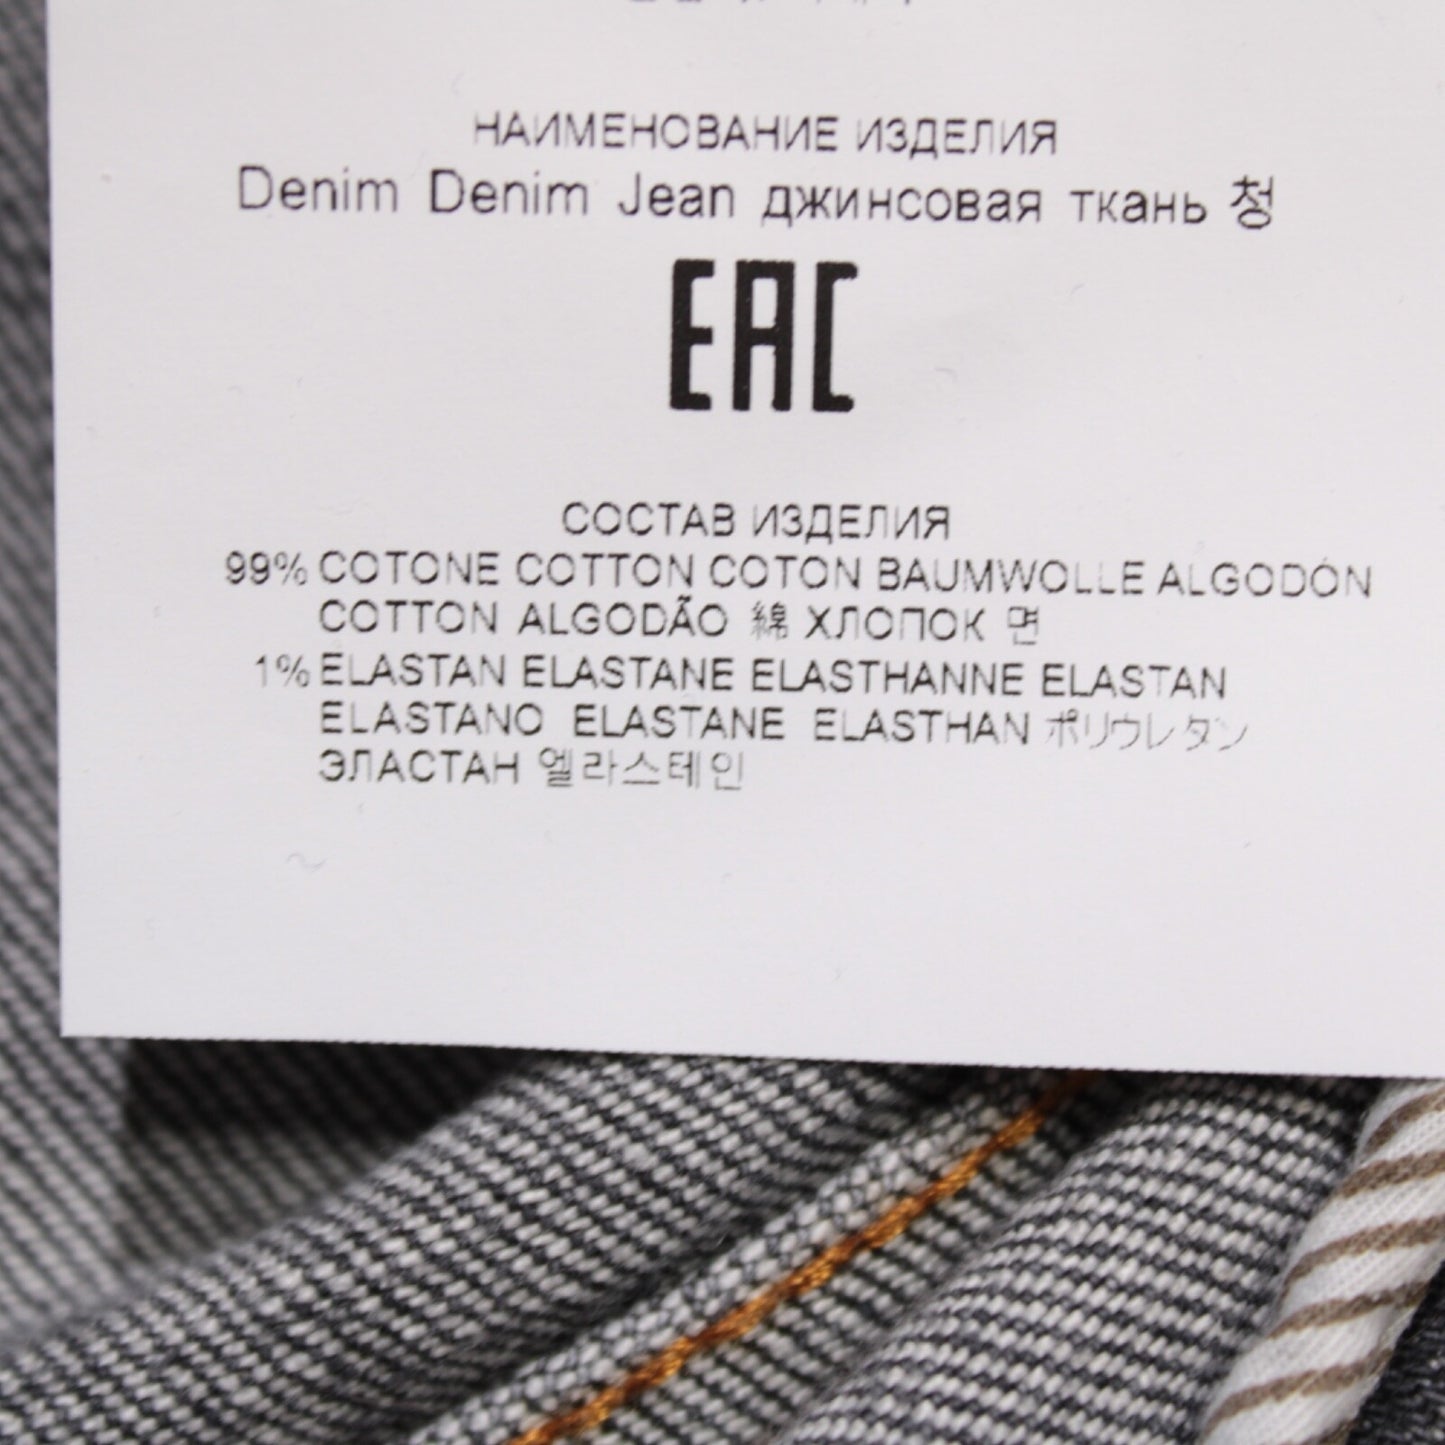 НАИМЕНОВАНИЕ ИЗДЕЛИЯ
Denim Denim Jean джинсовая ткань 청
EAC
СОСТАВ ИЗДЕЛИЯ
99% COTONE COTTON COTON BAUMWOLLE ALGODÓN
COTTON ALGODÃO 綿 ХЛОПОК 면
1% ELASTAN ELASTANE ELASTHANNE ELASTAN
ELASTANO ELASTANE ELASTHAN ポリウレタン
ЭЛАСТАН 엘라스테인